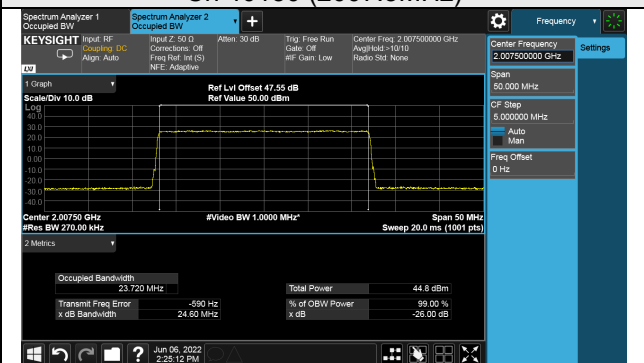 Spectrum Analyzer 1
Occupied BW
Spectrum Analyzer 2
Occupied BW
Frequency
KEYSIGHT
Input: RF
Coupling: DC
Align: Auto
LXI
Input Z: 50 Ω
Corrections: Off
Freq Ref: Int (S)
NFE: Adaptive
Atten: 30 dB
Trig: Free Run
Gate: Off
#IF Gain: Low
Center Freq: 2.007500000 GHz
Avg|Hold:>10/10
Radio Std: None
Center Frequency
2.007500000 GHz
Settings
Span
50.000 MHz
CF Step
5.000000 MHz
Auto
Man
Freq Offset
0 Hz
1 Graph
Scale/Div 10.0 dB
Ref Lvl Offset 47.55 dB
Ref Value 50.00 dBm
Log
40.0
30.0
20.0
10.0
0.00
-10.0
-20.0
-30.0
-40.0
Center 2.00750 GHz
#Res BW 270.00 kHz
#Video BW 1.0000 MHz*
Span 50 MHz
Sweep 20.0 ms (1001 pts)
2 Metrics
Occupied Bandwidth
23.720 MHz
Total Power
44.8 dBm
Transmit Freq Error
-590 Hz
% of OBW Power
99.00 %
x dB Bandwidth
24.60 MHz
x dB
-26.00 dB
?
Jun 06, 2022
2:25:12 PM